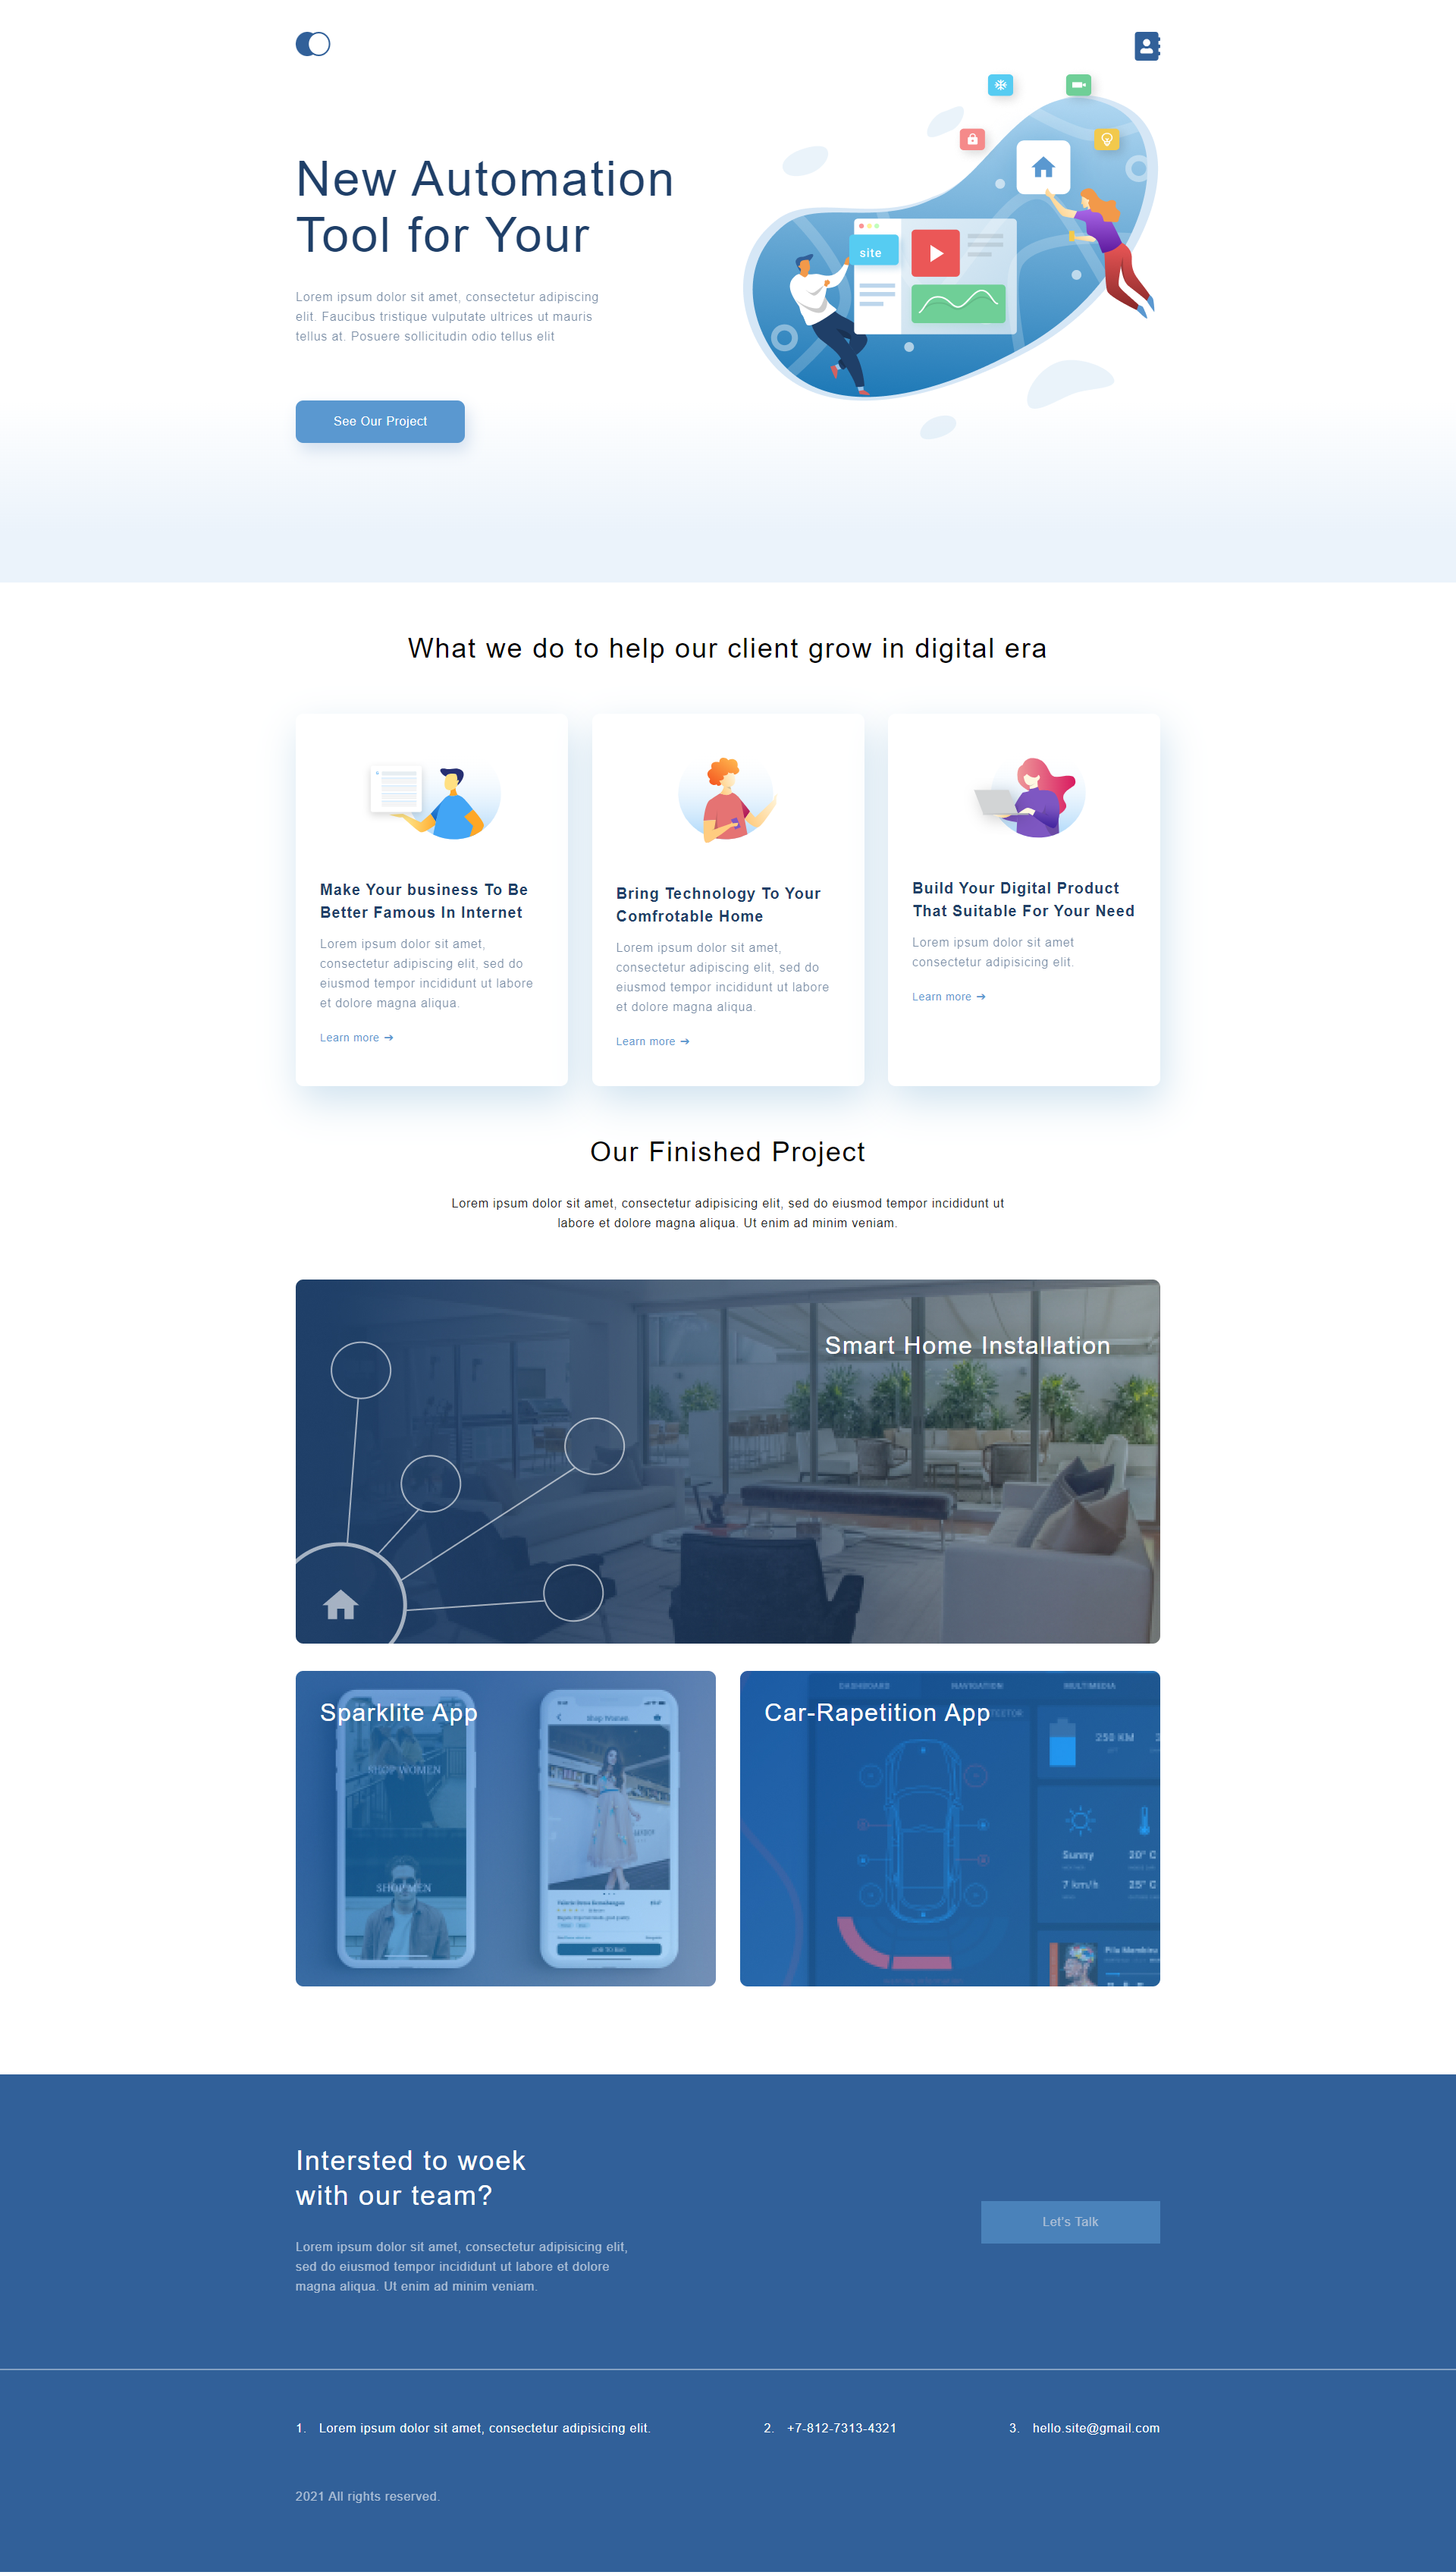 New Automation
Tool for Your
Lorem ipsum dolor sit amet, consectetur adipiscing
elit. Faucibus tristique vulputate ultrices ut mauris
tellus at. Posuere sollicitudin odio tellus elit
See Our Project
site
What we do to help our client grow in digital era
Make Your business To Be
Better Famous In Internet
Lorem ipsum dolor sit amet,
consectetur adipiscing elit, sed do
eiusmod tempor incididunt ut labore
et dolore magna aliqua.
Learn more ➔
Bring Technology To Your
Comfrotable Home
Lorem ipsum dolor sit amet,
consectetur adipiscing elit, sed do
eiusmod tempor incididunt ut labore
et dolore magna aliqua.
Learn more ➔
Build Your Digital Product
That Suitable For Your Need
Lorem ipsum dolor sit amet
consectetur adipisicing elit.
Learn more ➔
Our Finished Project
Lorem ipsum dolor sit amet, consectetur adipisicing elit, sed do eiusmod tempor incididunt ut
labore et dolore magna aliqua. Ut enim ad minim veniam.
Smart Home Installation
Sparklite App
SHOP WOMEN
SHOP MEN
Shop Women
ADD TO BAG
Car-Rapetition App
DASHBOARD
NAVIGATION
MULTIMEDIA
250 KM
Sunny
20° C
7 km/h
25° C
Intersted to woek
with our team?
Lorem ipsum dolor sit amet, consectetur adipisicing elit,
sed do eiusmod tempor incididunt ut labore et dolore
magna aliqua. Ut enim ad minim veniam.
Let's Talk
1. Lorem ipsum dolor sit amet, consectetur adipisicing elit.
2. +7-812-7313-4321
3. hello.site@gmail.com
2021 All rights reserved.